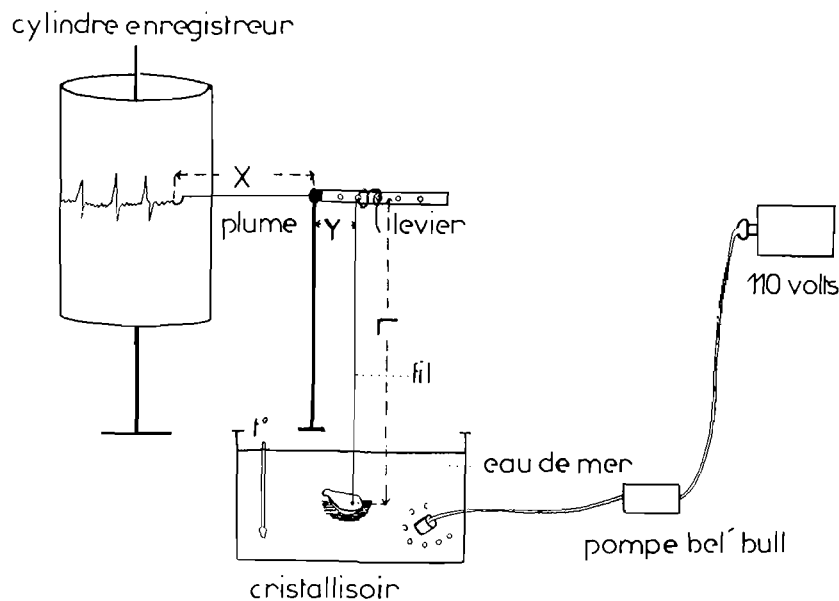 cylindre enregistreur
X
plume
Y
levier
110 volts
L
fil
t°
eau de mer
pompe bel' bull
cristallisoir